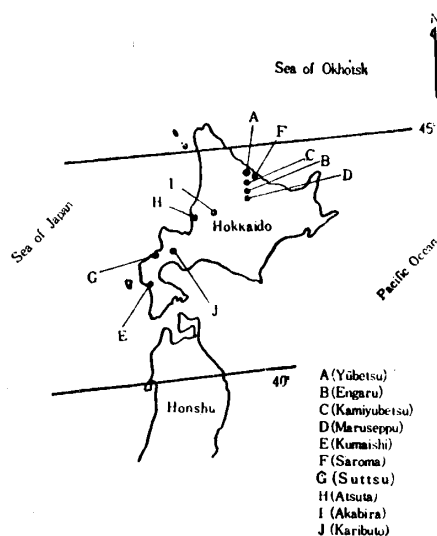 N
Sea of Okhotsk
45°
A
F
C
B
D
I
H
Hokkaido
Sea of Japan
Pacific Ocean
G
J
E
40°
Honshu
A (Yūbetsu)
B (Engaru)
C (Kamiyubetsu)
D (Maruseppu)
E (Kumaishi)
F (Saroma)
G (Suttsu)
H (Atsuta)
I (Akabira)
J (Kaributo)